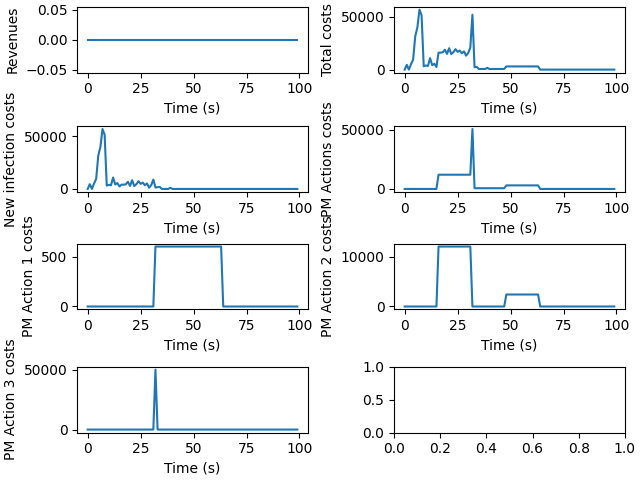 Revenues
0.05
0.00
−0.05
0 25 50 75 100
Time (s)
Total costs
50000
0
0 25 50 75 100
Time (s)
New infection costs
50000
0
0 25 50 75 100
Time (s)
PM Actions costs
50000
0
0 25 50 75 100
Time (s)
PM Action 1 costs
500
0
0 25 50 75 100
Time (s)
PM Action 2 costs
10000
0
0 25 50 75 100
Time (s)
PM Action 3 costs
50000
0
0 25 50 75 100
Time (s)
1.0
0.5
0.0
0.0 0.2 0.4 0.6 0.8 1.0